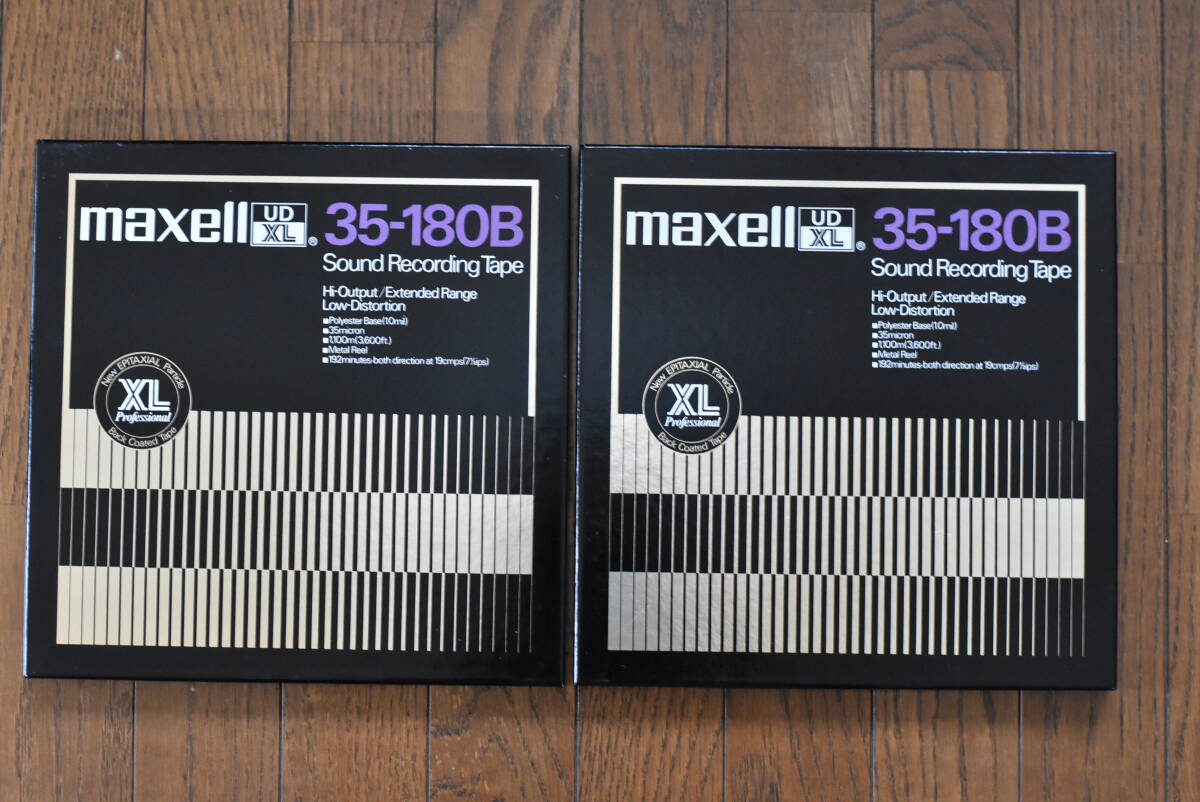 maxell UD XL ® 35-180B
Sound Recording Tape
Hi-Output/Extended Range
Low-Distortion
■Polyester Base(1.0mil)
■35micron
■1,100m(3,600ft.)
■Metal Reel
■192minutes-both direction at 19cmps(7½ips)
New EPITAXIAL Particle
XL
Professional
Back Coated Tape
maxell UD XL ® 35-180B
Sound Recording Tape
Hi-Output/Extended Range
Low-Distortion
■Polyester Base(1.0mil)
■35micron
■1,100m(3,600ft.)
■Metal Reel
■192minutes-both direction at 19cmps(7½ips)
New EPITAXIAL Particle
XL
Professional
Back Coated Tape